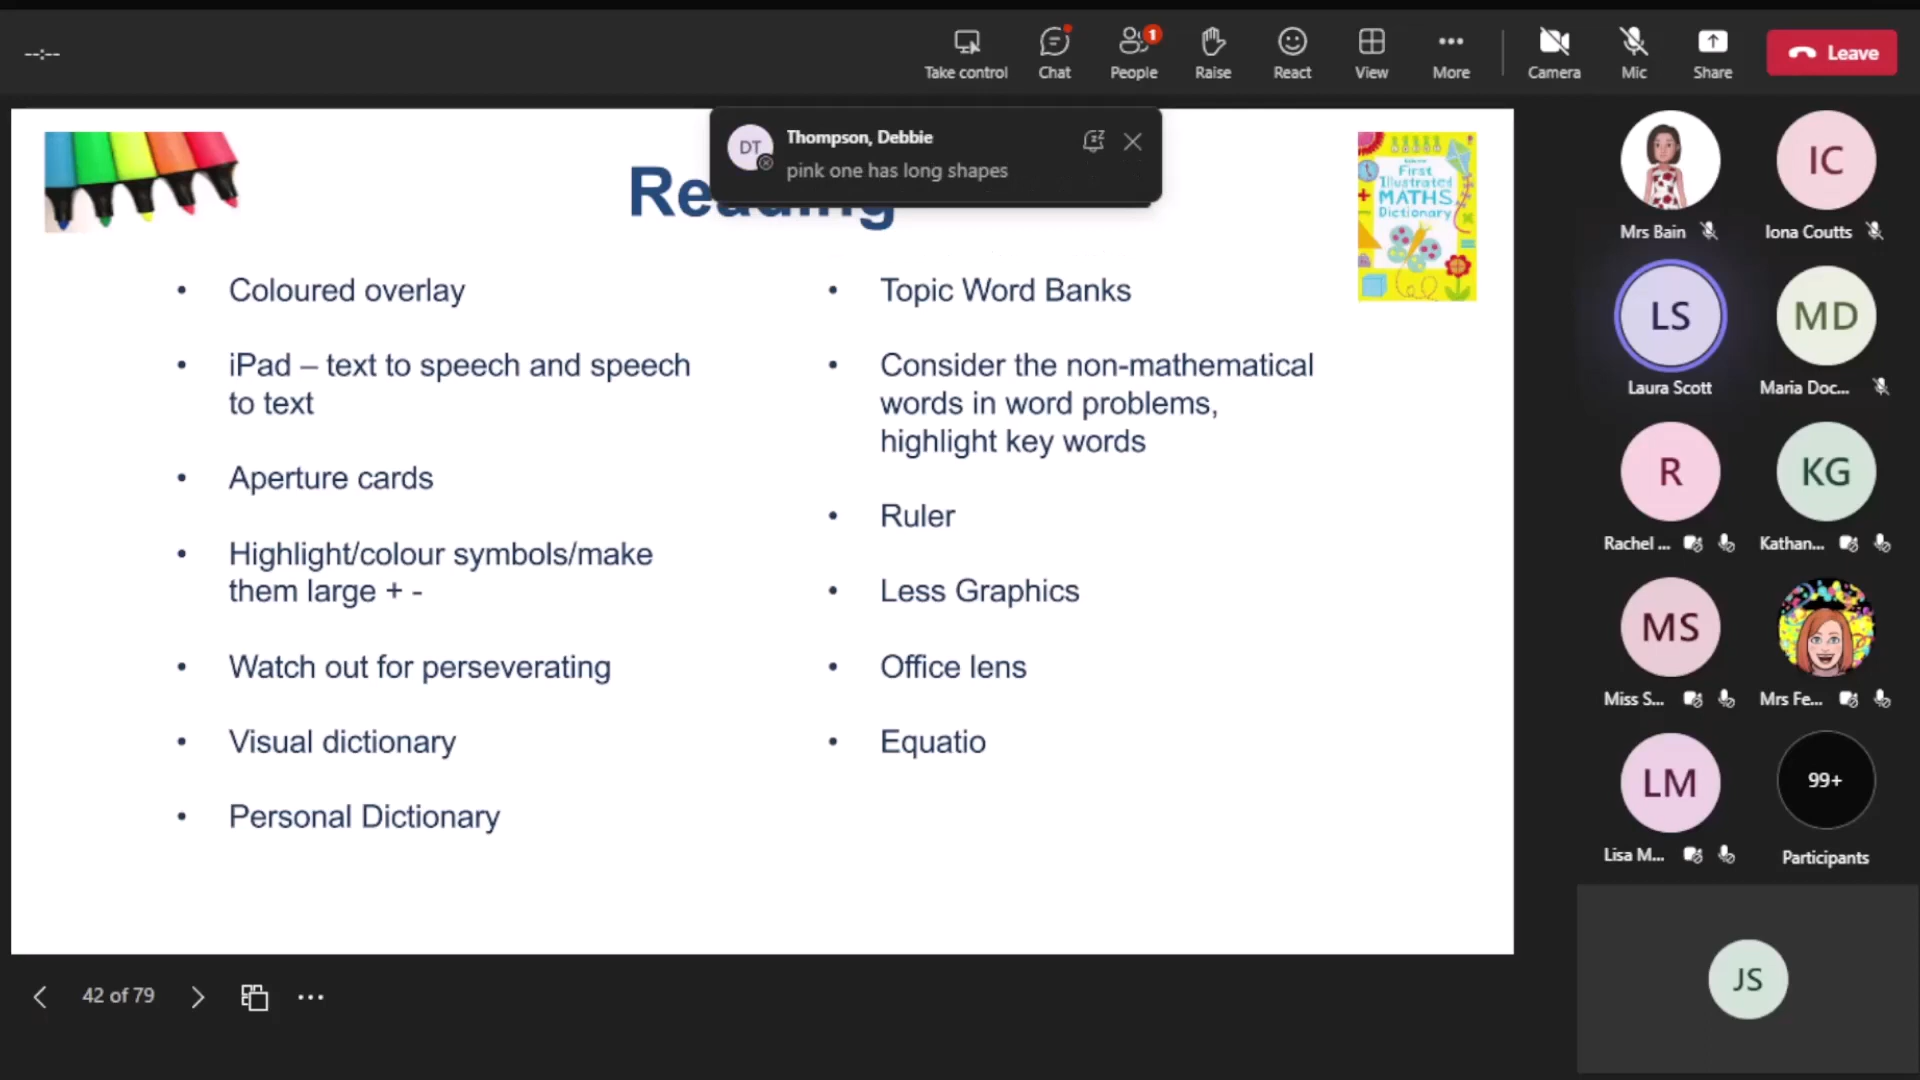 --:--
Take control
Chat
1
People
Raise
React
View
More
Camera
Mic
Share
Leave
DT
Thompson, Debbie
pink one has long shapes
Reading
First
Illustrated
MATHS
Dictionary
• Coloured overlay
• iPad – text to speech and speech
to text
• Aperture cards
• Highlight/colour symbols/make
them large + -
• Watch out for perseverating
• Visual dictionary
• Personal Dictionary
• Topic Word Banks
• Consider the non-mathematical
words in word problems,
highlight key words
• Ruler
• Less Graphics
• Office lens
• Equatio
Mrs Bain
IC
Iona Coutts
LS
Laura Scott
MD
Maria Doc...
R
Rachel ...
KG
Kathan...
MS
Miss S...
Mrs Fe...
LM
Lisa M...
99+
Participants
JS
42 of 79